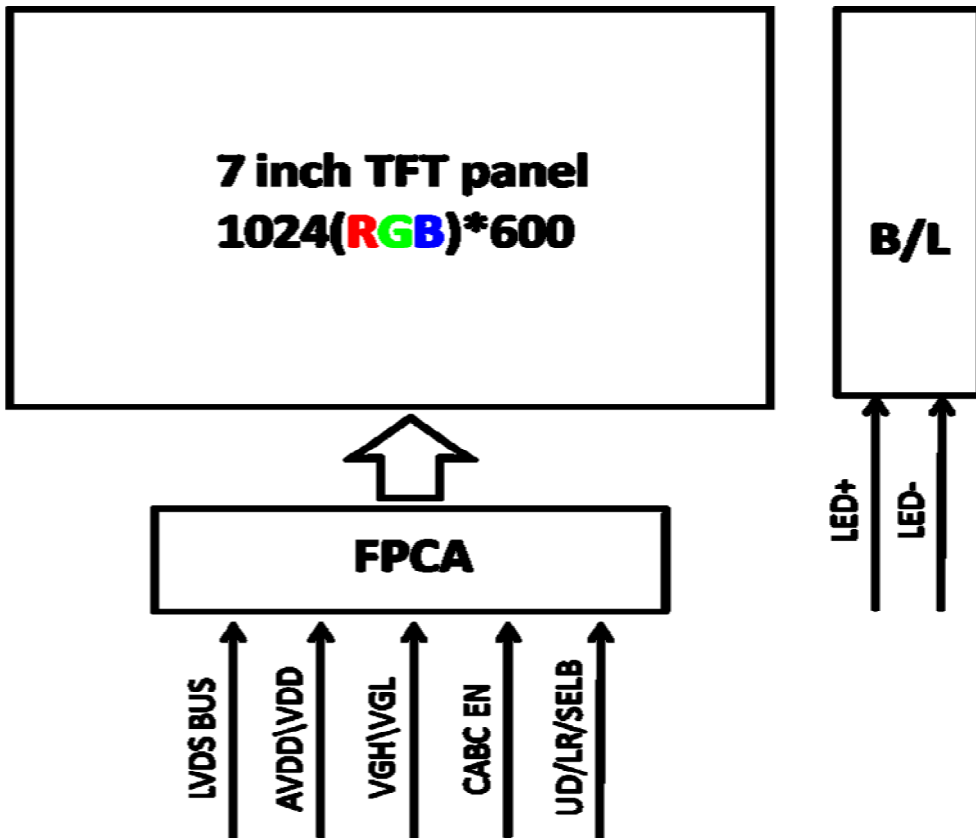 7 inch TFT panel
1024(RGB)*600
B/L
LED+
LED-
FPCA
LVDS BUS
AVDD\VDD
VGH\VGL
CABC EN
UD/LR/SELB